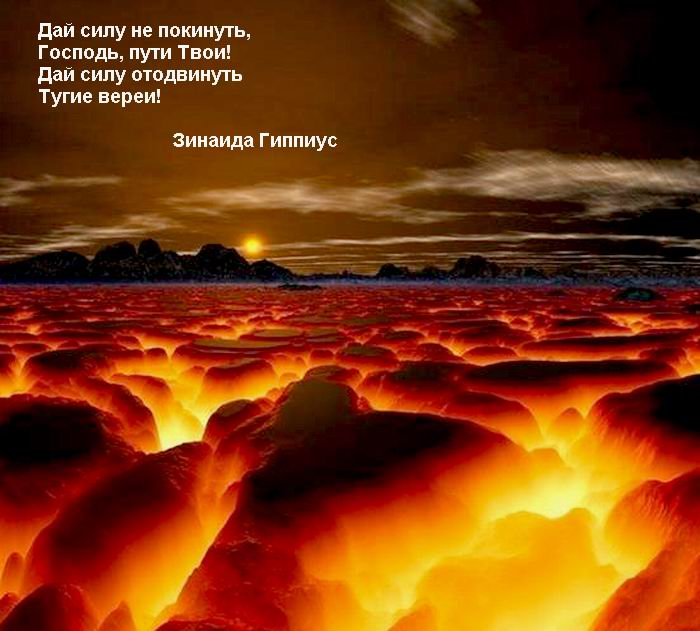 Дай силу не покинуть,
Господь, пути Твои!
Дай силу отодвинуть
Тугие вереи!
Зинаида Гиппиус